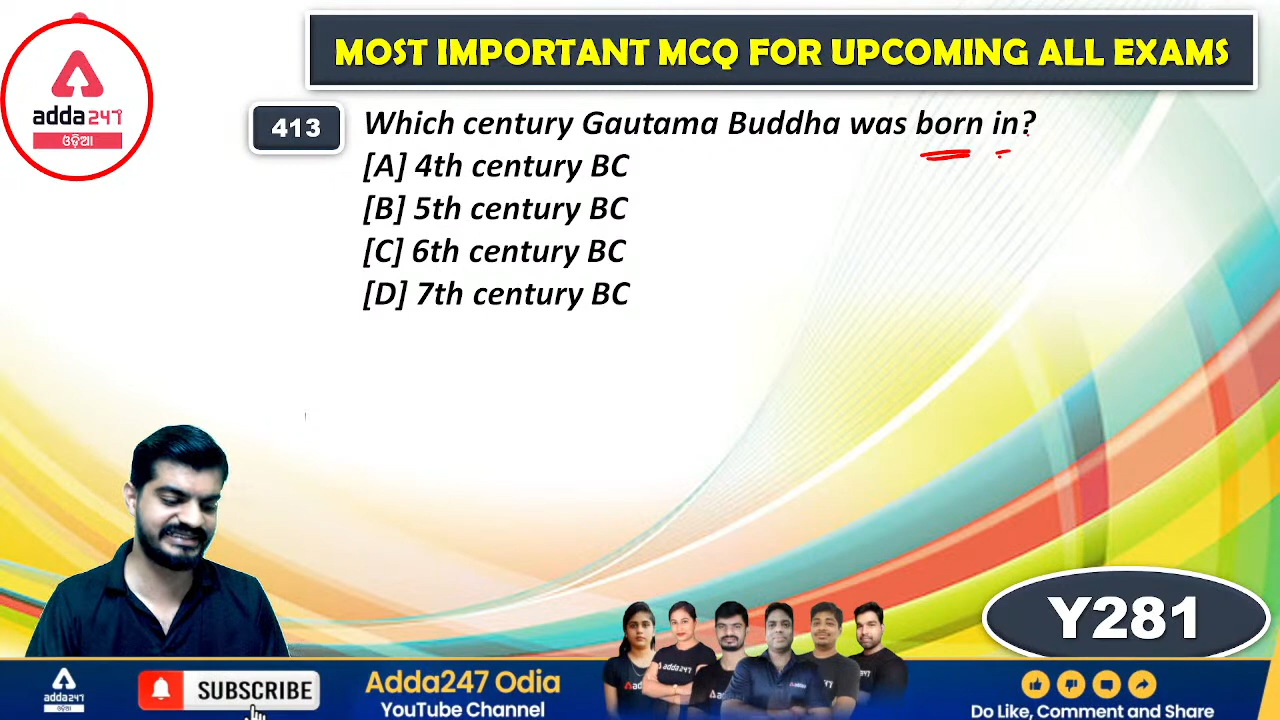 MOST IMPORTANT MCQ FOR UPCOMING ALL EXAMS
adda247
ଓଡ଼ିଆ
413
Which century Gautama Buddha was born in?
[A] 4th century BC
[B] 5th century BC
[C] 6th century BC
[D] 7th century BC
Y281
adda247
ଓଡ଼ିଆ
SUBSCRIBE
Adda247 Odia
YouTube Channel
adda247
Do Like, Comment and Share